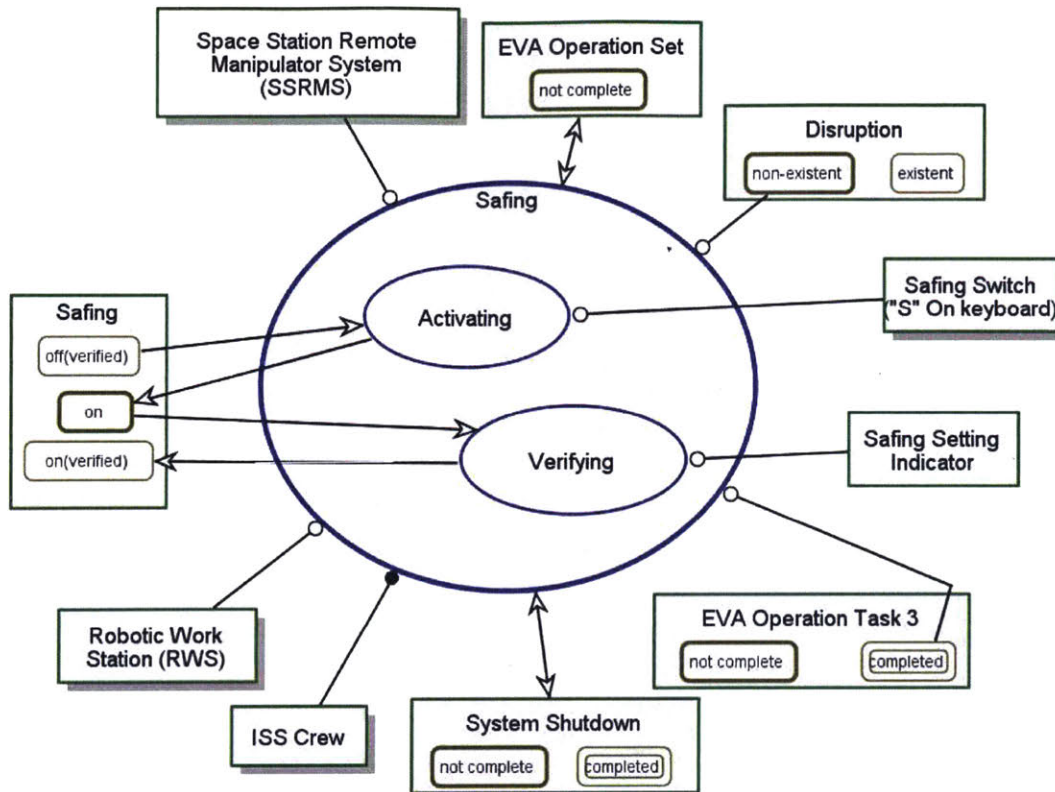 Space Station Remote
Manipulator System
(SSRMS)
EVA Operation Set
not complete
Disruption
non-existent
existent
Safing
Activating
Safing Switch
("S" On keyboard)
Safing
off(verified)
on
on(verified)
Verifying
Safing Setting
Indicator
Robotic Work
Station (RWS)
EVA Operation Task 3
not complete
completed
ISS Crew
System Shutdown
not complete
completed